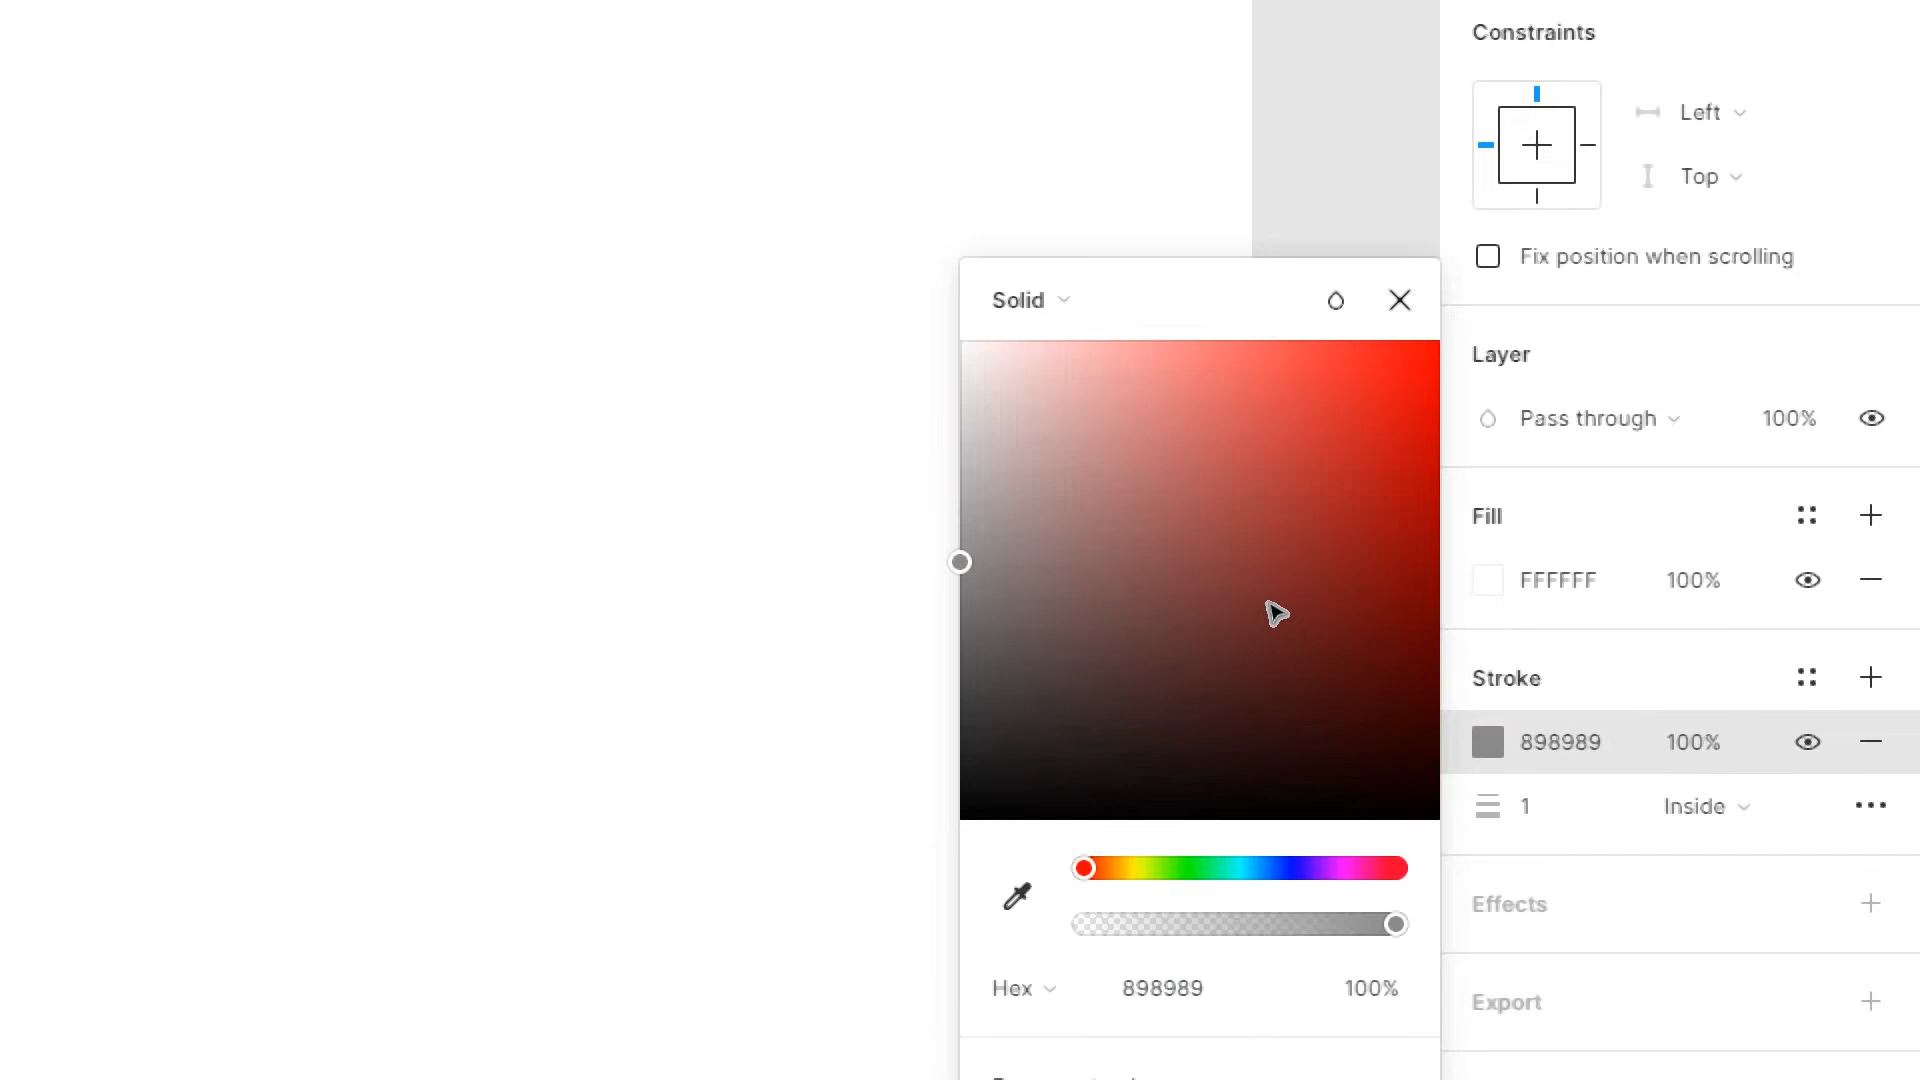 Constraints
Left
Top
Fix position when scrolling
Solid
Layer
Pass through 100%
Fill
FFFFFF 100%
Stroke
898989 100%
1 Inside
Effects
Hex 898989 100%
Export